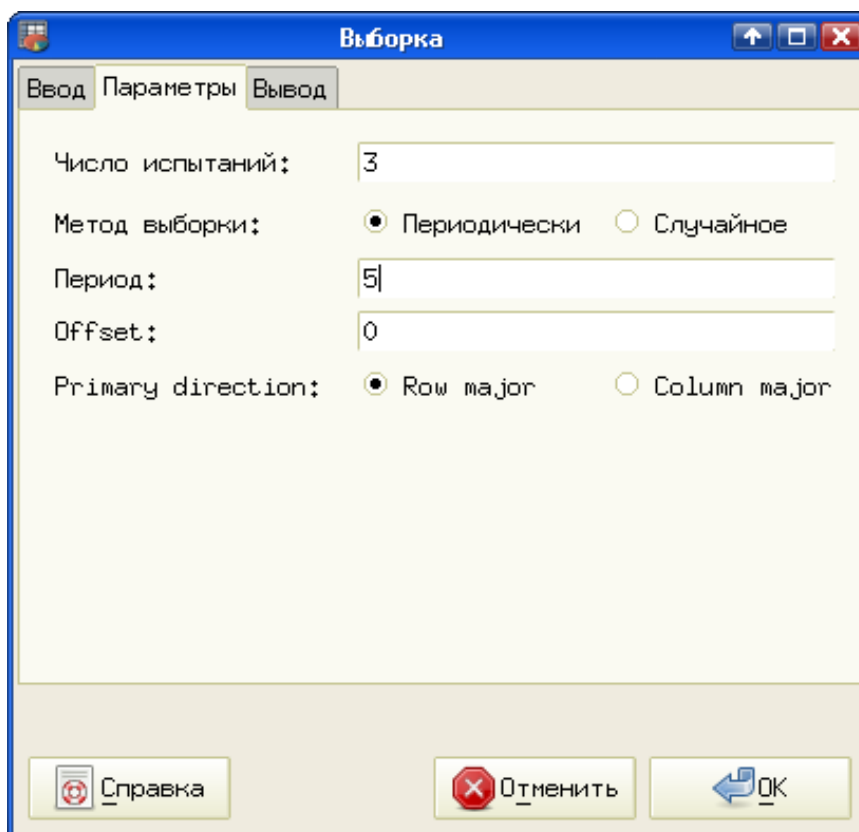 Выборка
Ввод Параметры Вывод
Число испытаний: 3
Метод выборки: Периодически Случайное
Период: 5
Offset: 0
Primary direction: Row major Column major
Справка Отменить OK